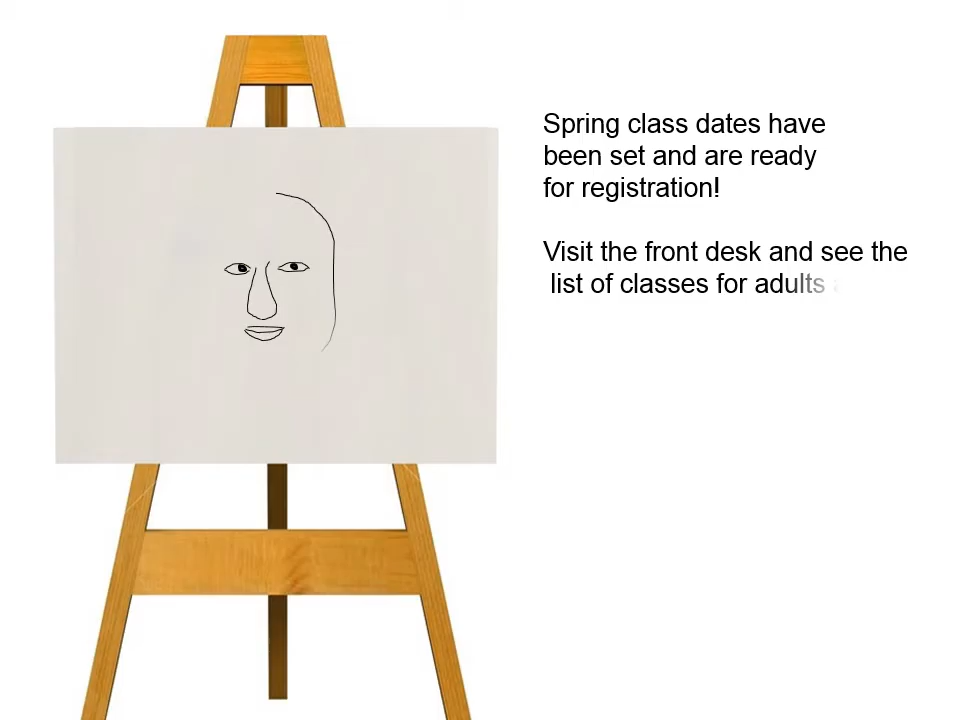 Spring class dates have
been set and are ready
for registration!
Visit the front desk and see the
list of classes for adults a